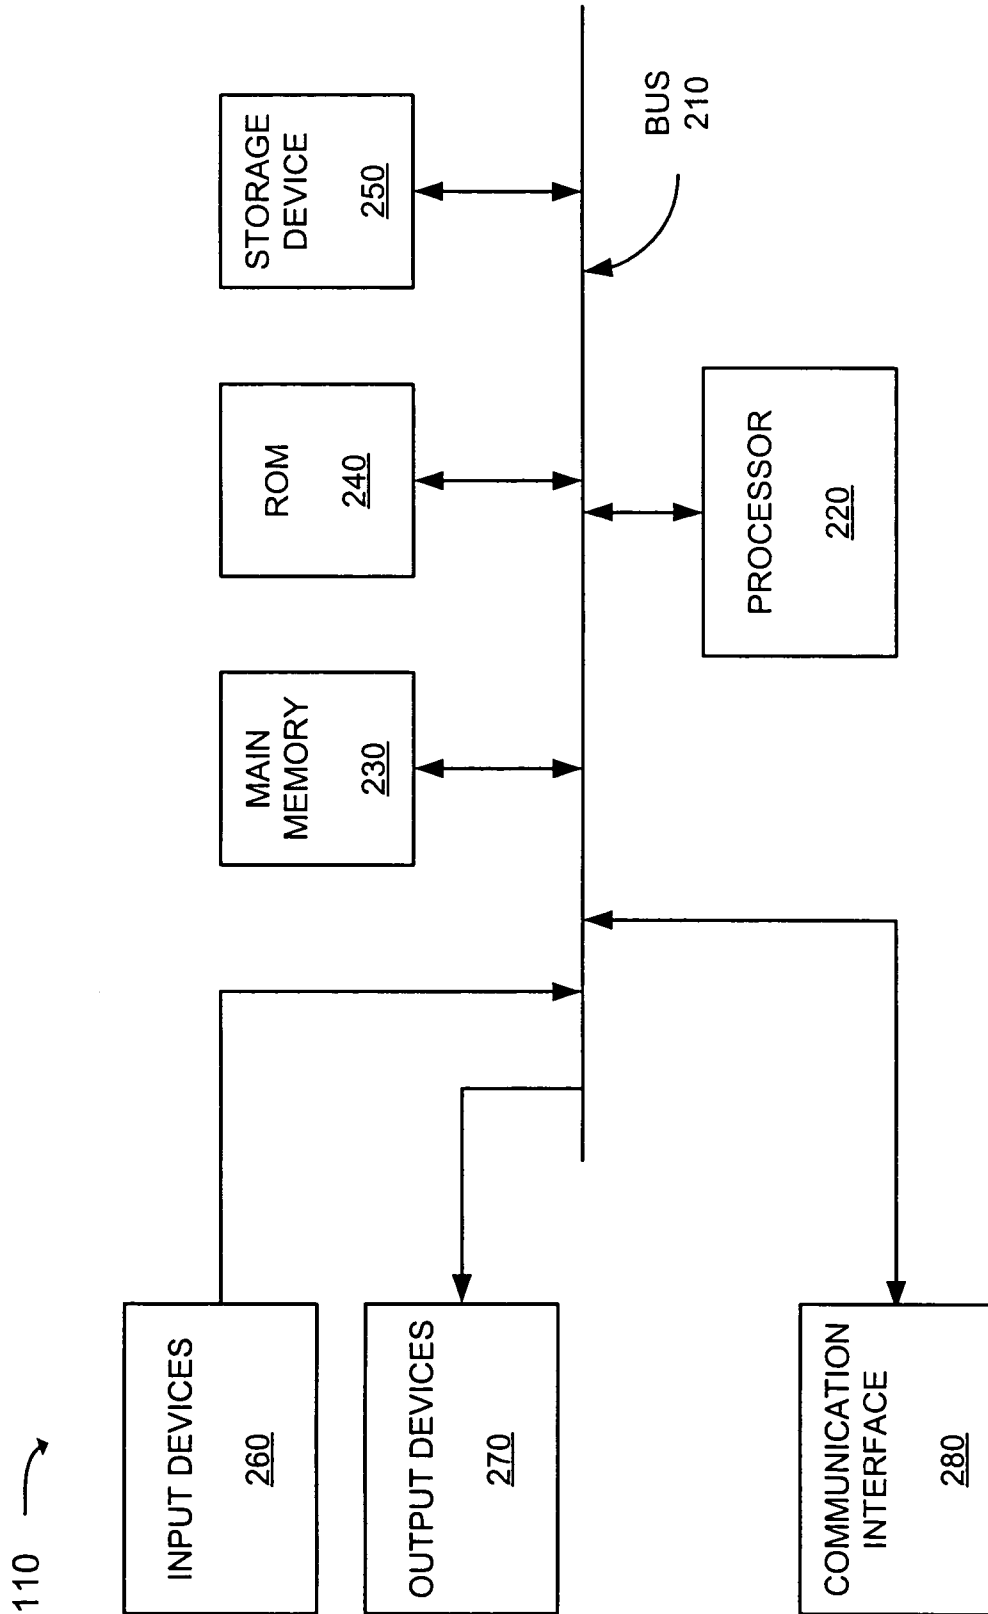 110
INPUT DEVICES
260
OUTPUT DEVICES
270
COMMUNICATION
INTERFACE
280
MAIN
MEMORY
230
ROM
240
STORAGE
DEVICE
250
PROCESSOR
220
BUS
210